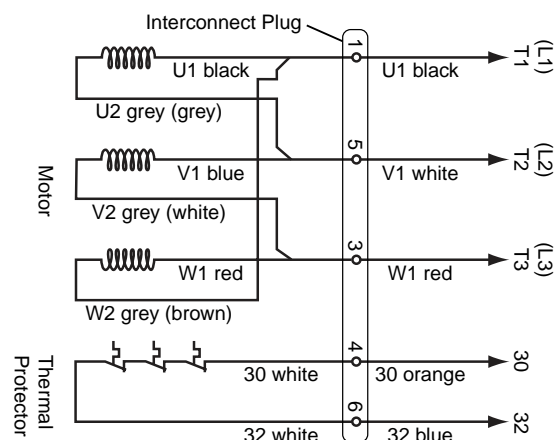 Interconnect Plug
1
U1 black
U1 black
T1 (L1)
U2 grey (grey)
5
V1 blue
V1 white
T2 (L2)
Motor
V2 grey (white)
3
W1 red
W1 red
T3 (L3)
W2 grey (brown)
4
30 white
30 orange
30
Thermal
Protector
6
32 white
32 blue
32